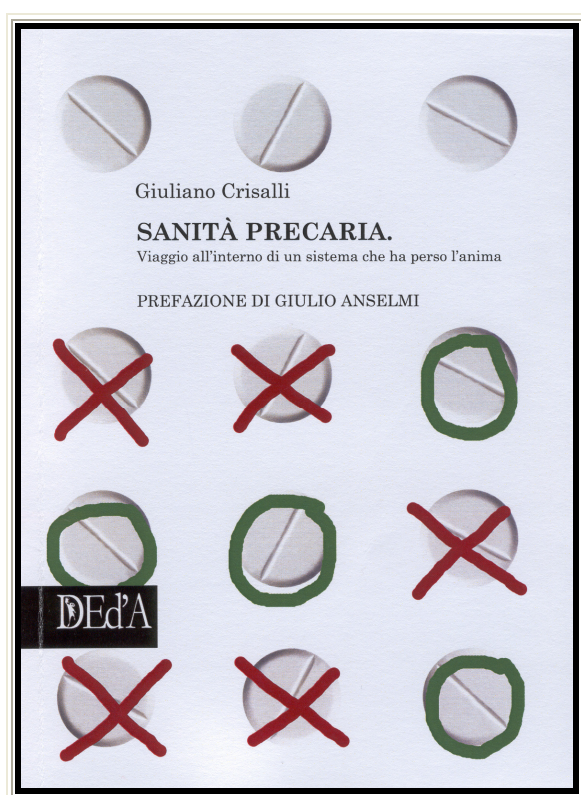 Giuliano Crisalli
SANITÀ PRECARIA.
Viaggio all'interno di un sistema che ha perso l'anima
PREFAZIONE DI GIULIO ANSELMI
DEd'A